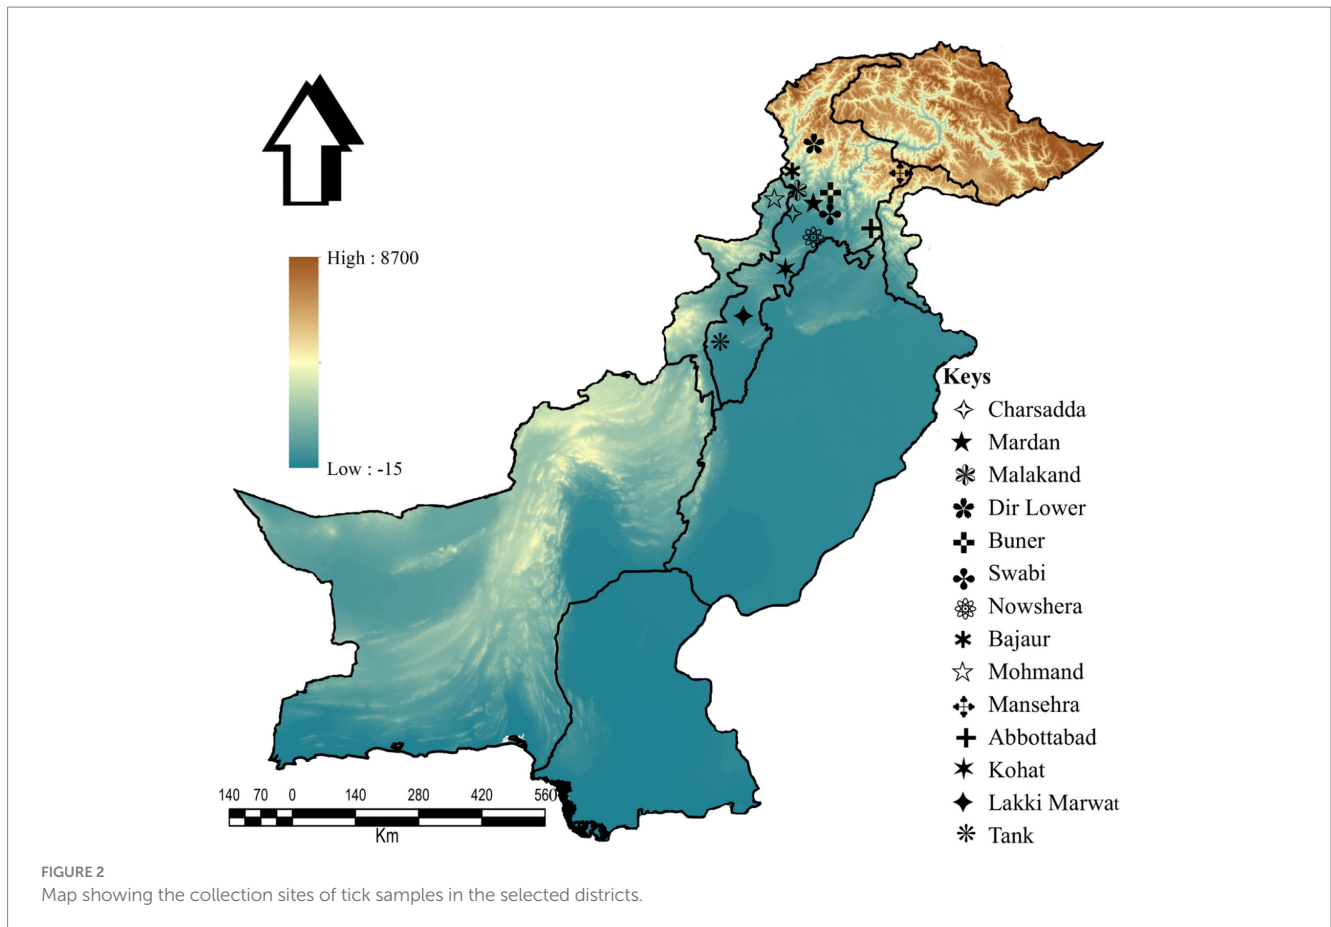 High : 8700
Low : -15
Keys
Charsadda
Mardan
Malakand
Dir Lower
Buner
Swabi
Nowshera
Bajaur
Mohmand
Mansehra
Abbottabad
Kohat
Lakki Marwat
Tank
140 70 0 140 280 420 560
Km
FIGURE 2
Map showing the collection sites of tick samples in the selected districts.